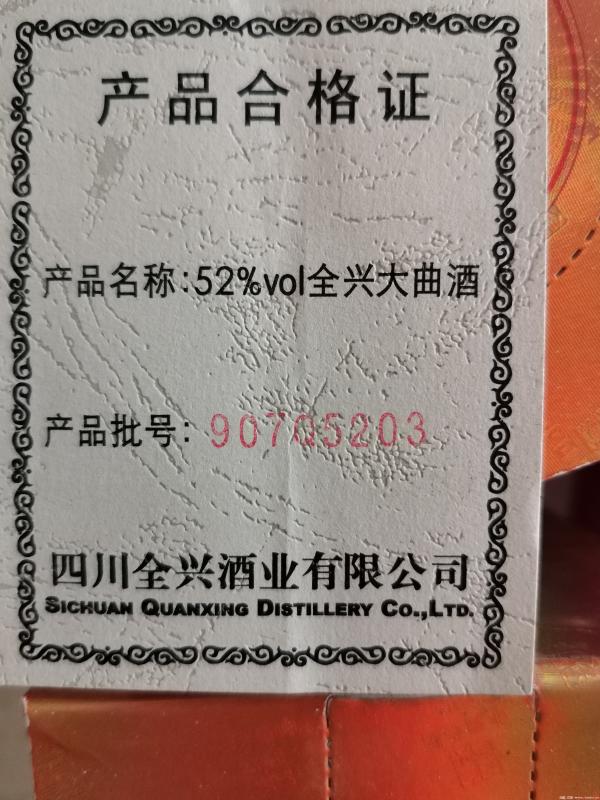 产品合格证
产品名称:52%vol全兴大曲酒
产品批号: 90705203
四川全兴酒业有限公司
SICHUAN QUANXING DISTILLERY CO.,LTD.